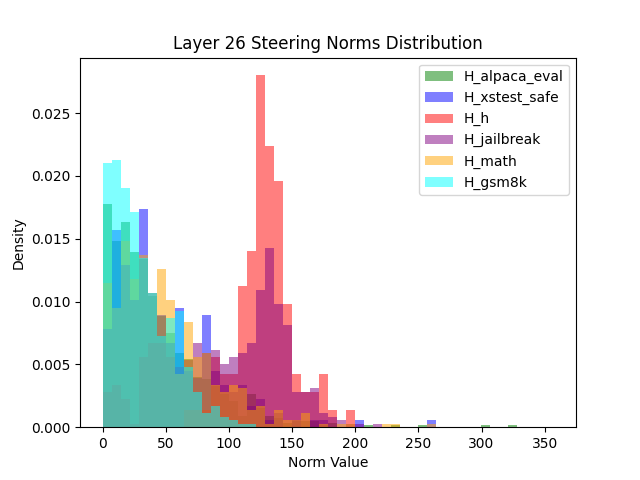 Layer 26 Steering Norms Distribution
H_alpaca_eval
H_xstest_safe
H_h
H_jailbreak
H_math
H_gsm8k
Density
0.025
0.020
0.015
0.010
0.005
0.000
0 50 100 150 200 250 300 350
Norm Value